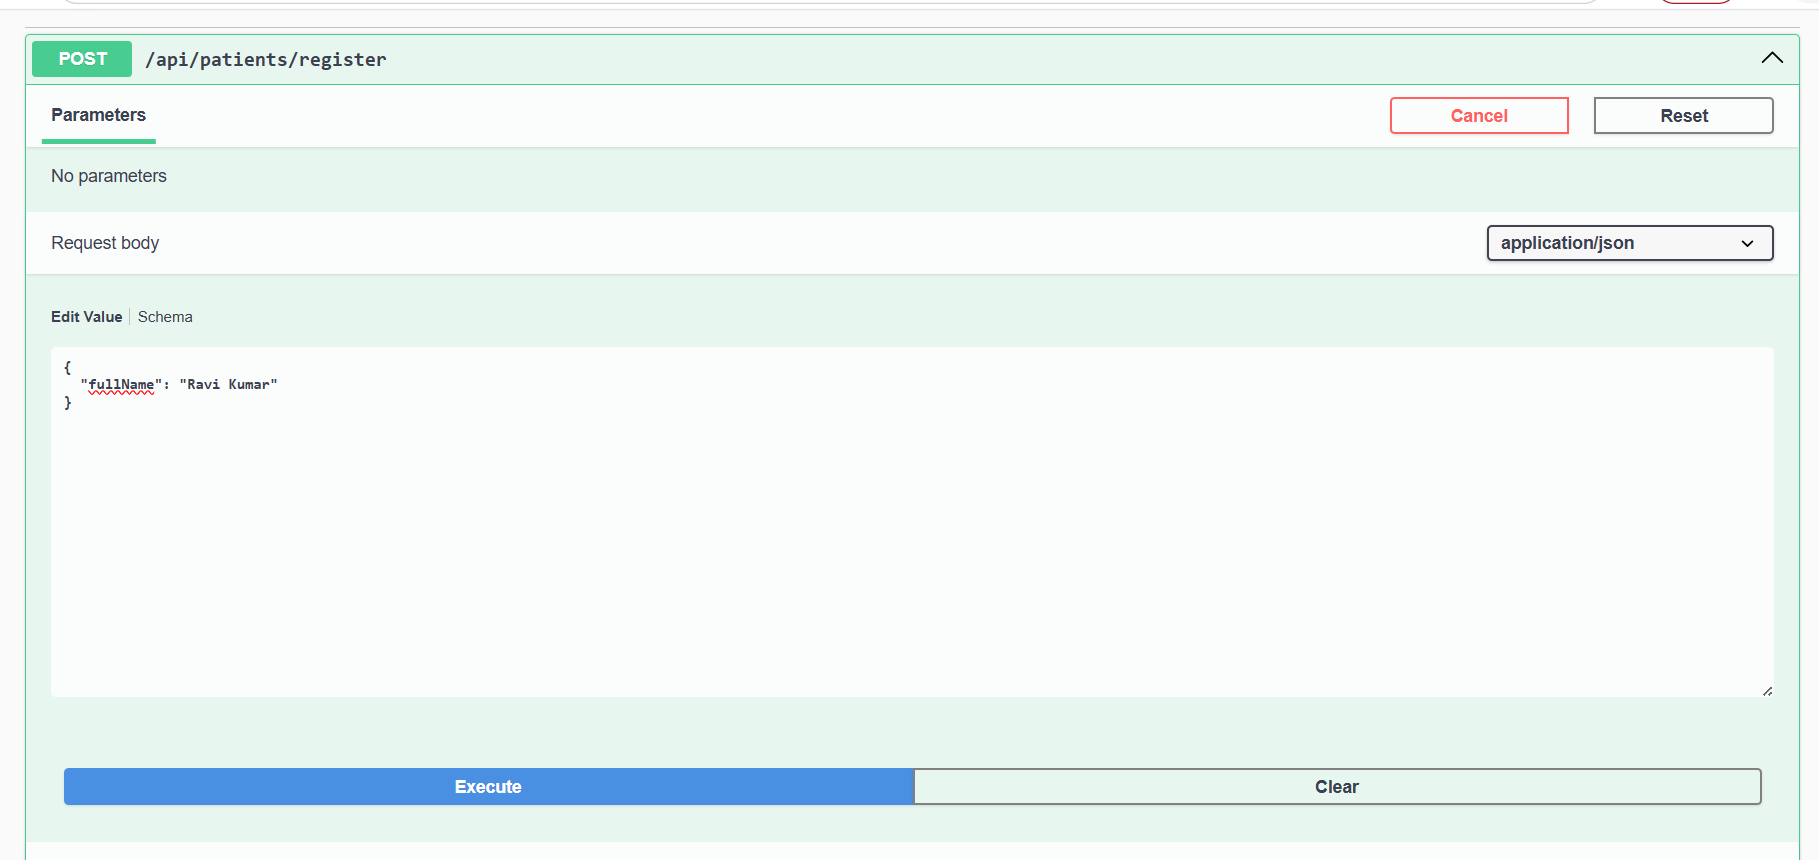 POST /api/patients/register
Parameters
Cancel
Reset
No parameters
Request body
application/json
Edit Value
Schema
{
  "fullName": "Ravi Kumar"
}
Execute
Clear